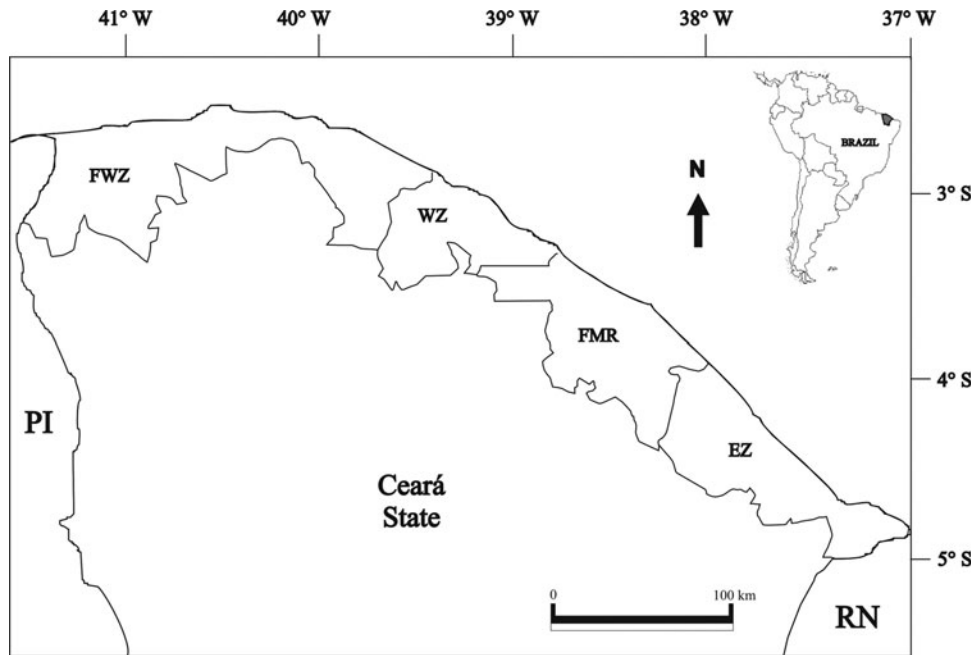 41° W
40° W
39° W
38° W
37° W
BRAZIL
N
FWZ
WZ
3° S
FMR
4° S
PI
EZ
Ceará
State
5° S
0
100 km
RN